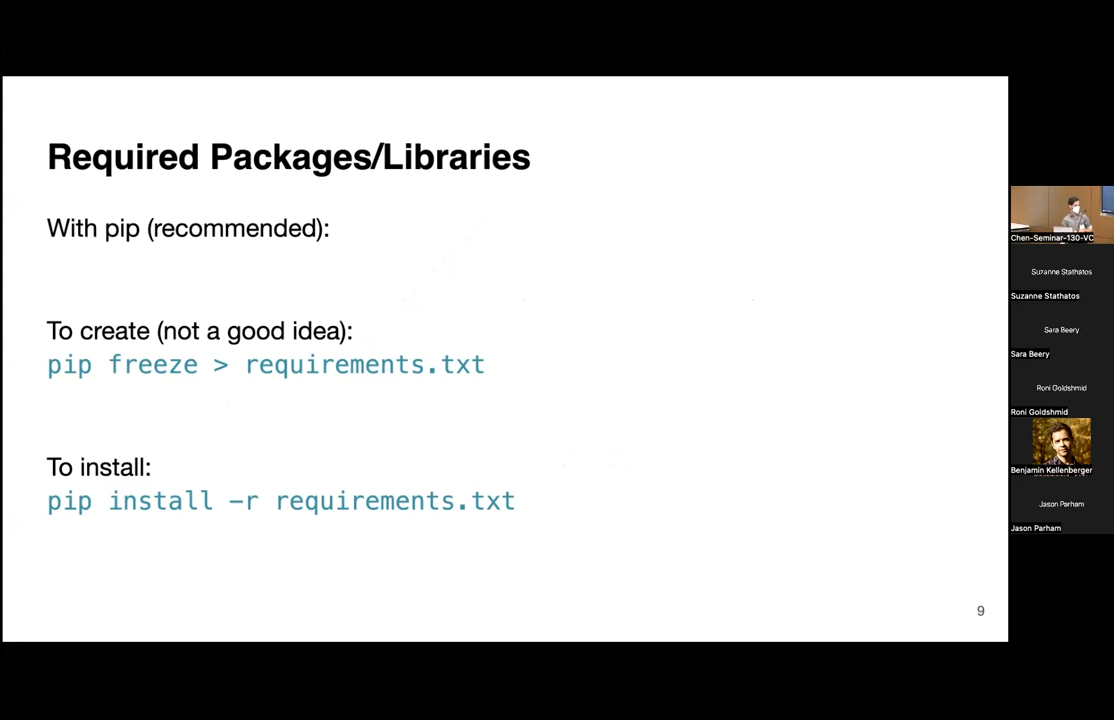 Required Packages/Libraries
With pip (recommended):
To create (not a good idea):
pip freeze > requirements.txt
To install:
pip install -r requirements.txt
9
Chen-Seminar-130-VC
Suzanne Stathatos
Suzanne Stathatos
Sara Beery
Sara Beery
Roni Goldshmid
Roni Goldshmid
Benjamin Kellenberger
Jason Parham
Jason Parham